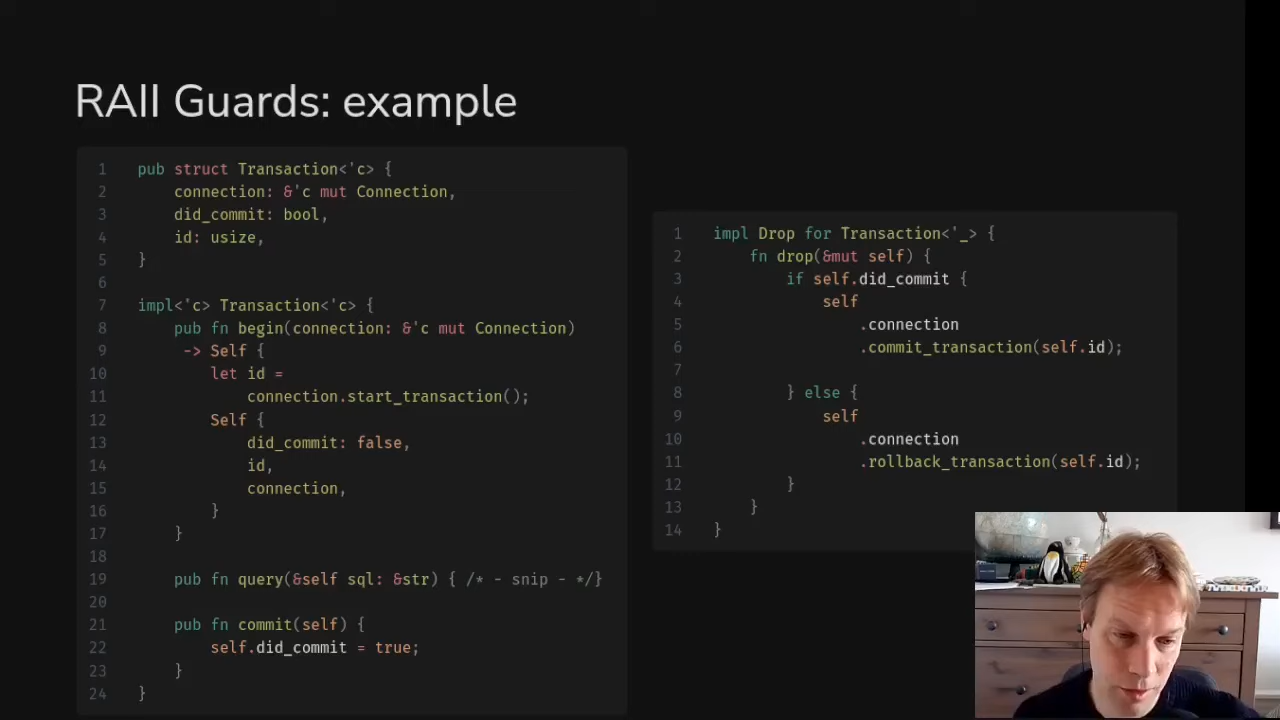 RAII Guards: example
1 pub struct Transaction<'c> {
2 connection: &'c mut Connection,
3 did_commit: bool,
4 id: usize,
5 }
6
7 impl<'c> Transaction<'c> {
8 pub fn begin(connection: &'c mut Connection)
9 -> Self {
10 let id =
11 connection.start_transaction();
12 Self {
13 did_commit: false,
14 id,
15 connection,
16 }
17 }
18
19 pub fn query(&self sql: &str) { /* - snip - */}
20
21 pub fn commit(self) {
22 self.did_commit = true;
23 }
24 }
1 impl Drop for Transaction<'_> {
2 fn drop(&mut self) {
3 if self.did_commit {
4 self
5 .connection
6 .commit_transaction(self.id);
7
8 } else {
9 self
10 .connection
11 .rollback_transaction(self.id);
12 }
13 }
14 }